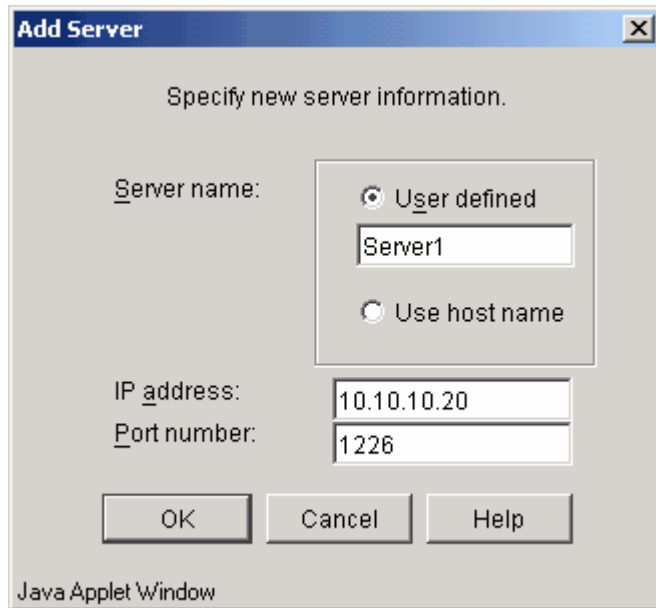 Add Server
Specify new server information.
Server name:
User defined
Server1
Use host name
IP address:
10.10.10.20
Port number:
1226
OK
Cancel
Help
Java Applet Window